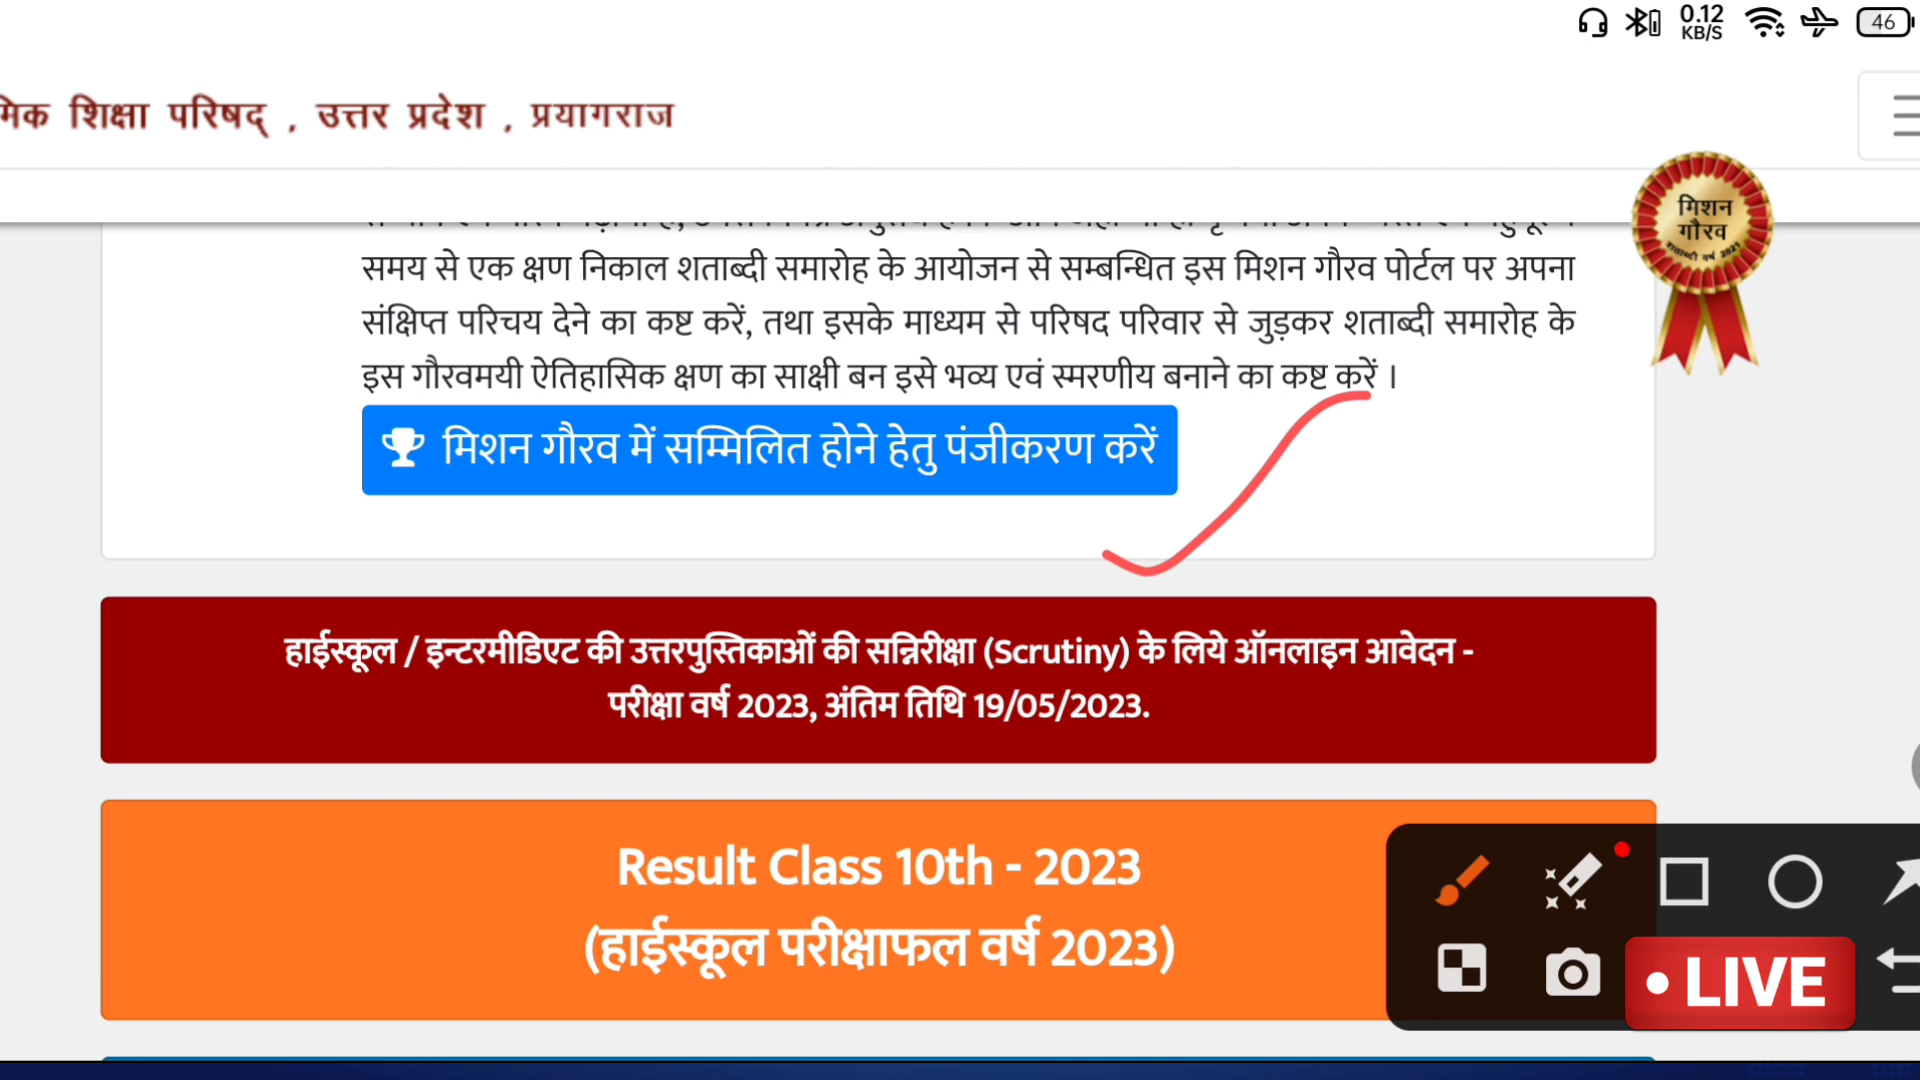 0.12
KB/S
46
शिक्षा परिषद् , उत्तर प्रदेश , प्रयागराज
मिशन
गौरव
शताब्दी वर्ष 2021
समय से एक क्षण निकाल शताब्दी समारोह के आयोजन से सम्बन्धित इस मिशन गौरव पोर्टल पर अपना
संक्षिप्त परिचय देने का कष्ट करें, तथा इसके माध्यम से परिषद परिवार से जुड़कर शताब्दी समारोह के
इस गौरवमयी ऐतिहासिक क्षण का साक्षी बन इसे भव्य एवं स्मरणीय बनाने का कष्ट करें ।
मिशन गौरव में सम्मिलित होने हेतु पंजीकरण करें
हाईस्कूल / इन्टरमीडिएट की उत्तरपुस्तिकाओं की सन्निरीक्षा (Scrutiny) के लिये ऑनलाइन आवेदन -
परीक्षा वर्ष 2023, अंतिम तिथि 19/05/2023.
Result Class 10th - 2023
(हाईस्कूल परीक्षाफल वर्ष 2023)
LIVE